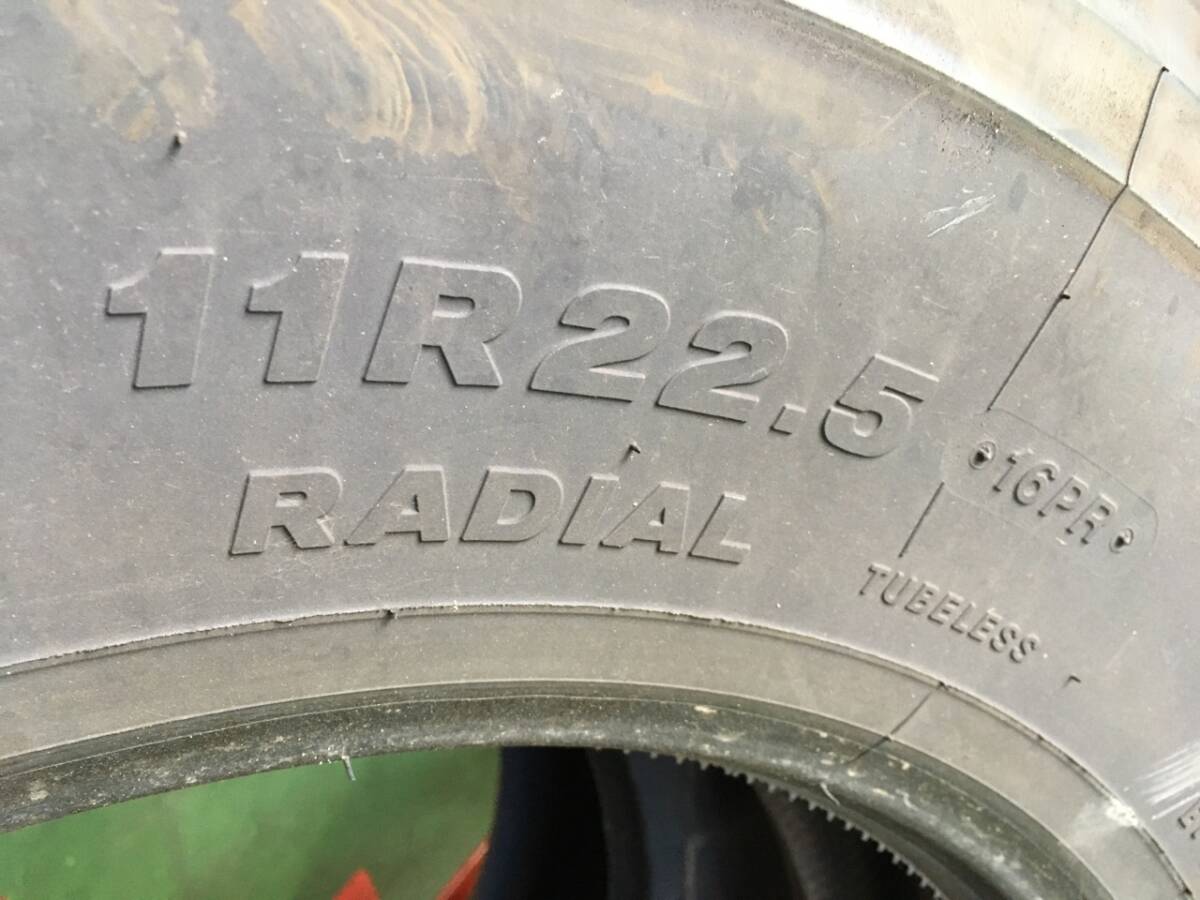 11R22.5
RADIAL
16PR
TUBELESS